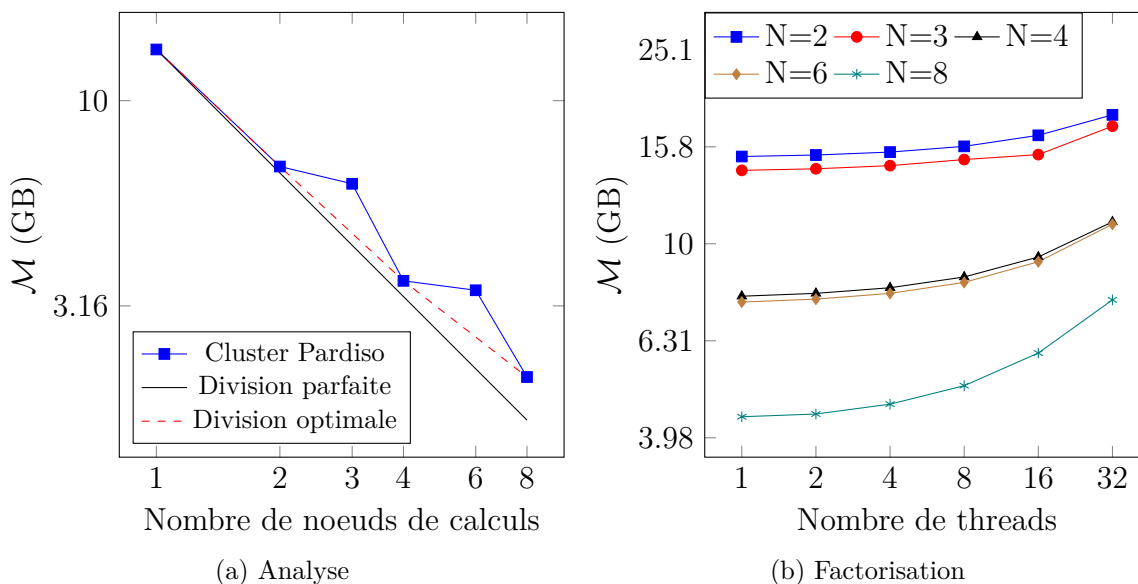 10
3.16
M (GB)
Cluster Pardiso
Division parfaite
Division optimale
1 2 3 4 6 8
Nombre de noeuds de calculs
(a) Analyse
N=2 N=3 N=4
N=6 N=8
25.1
15.8
10
6.31
3.98
M (GB)
1 2 4 8 16 32
Nombre de threads
(b) Factorisation